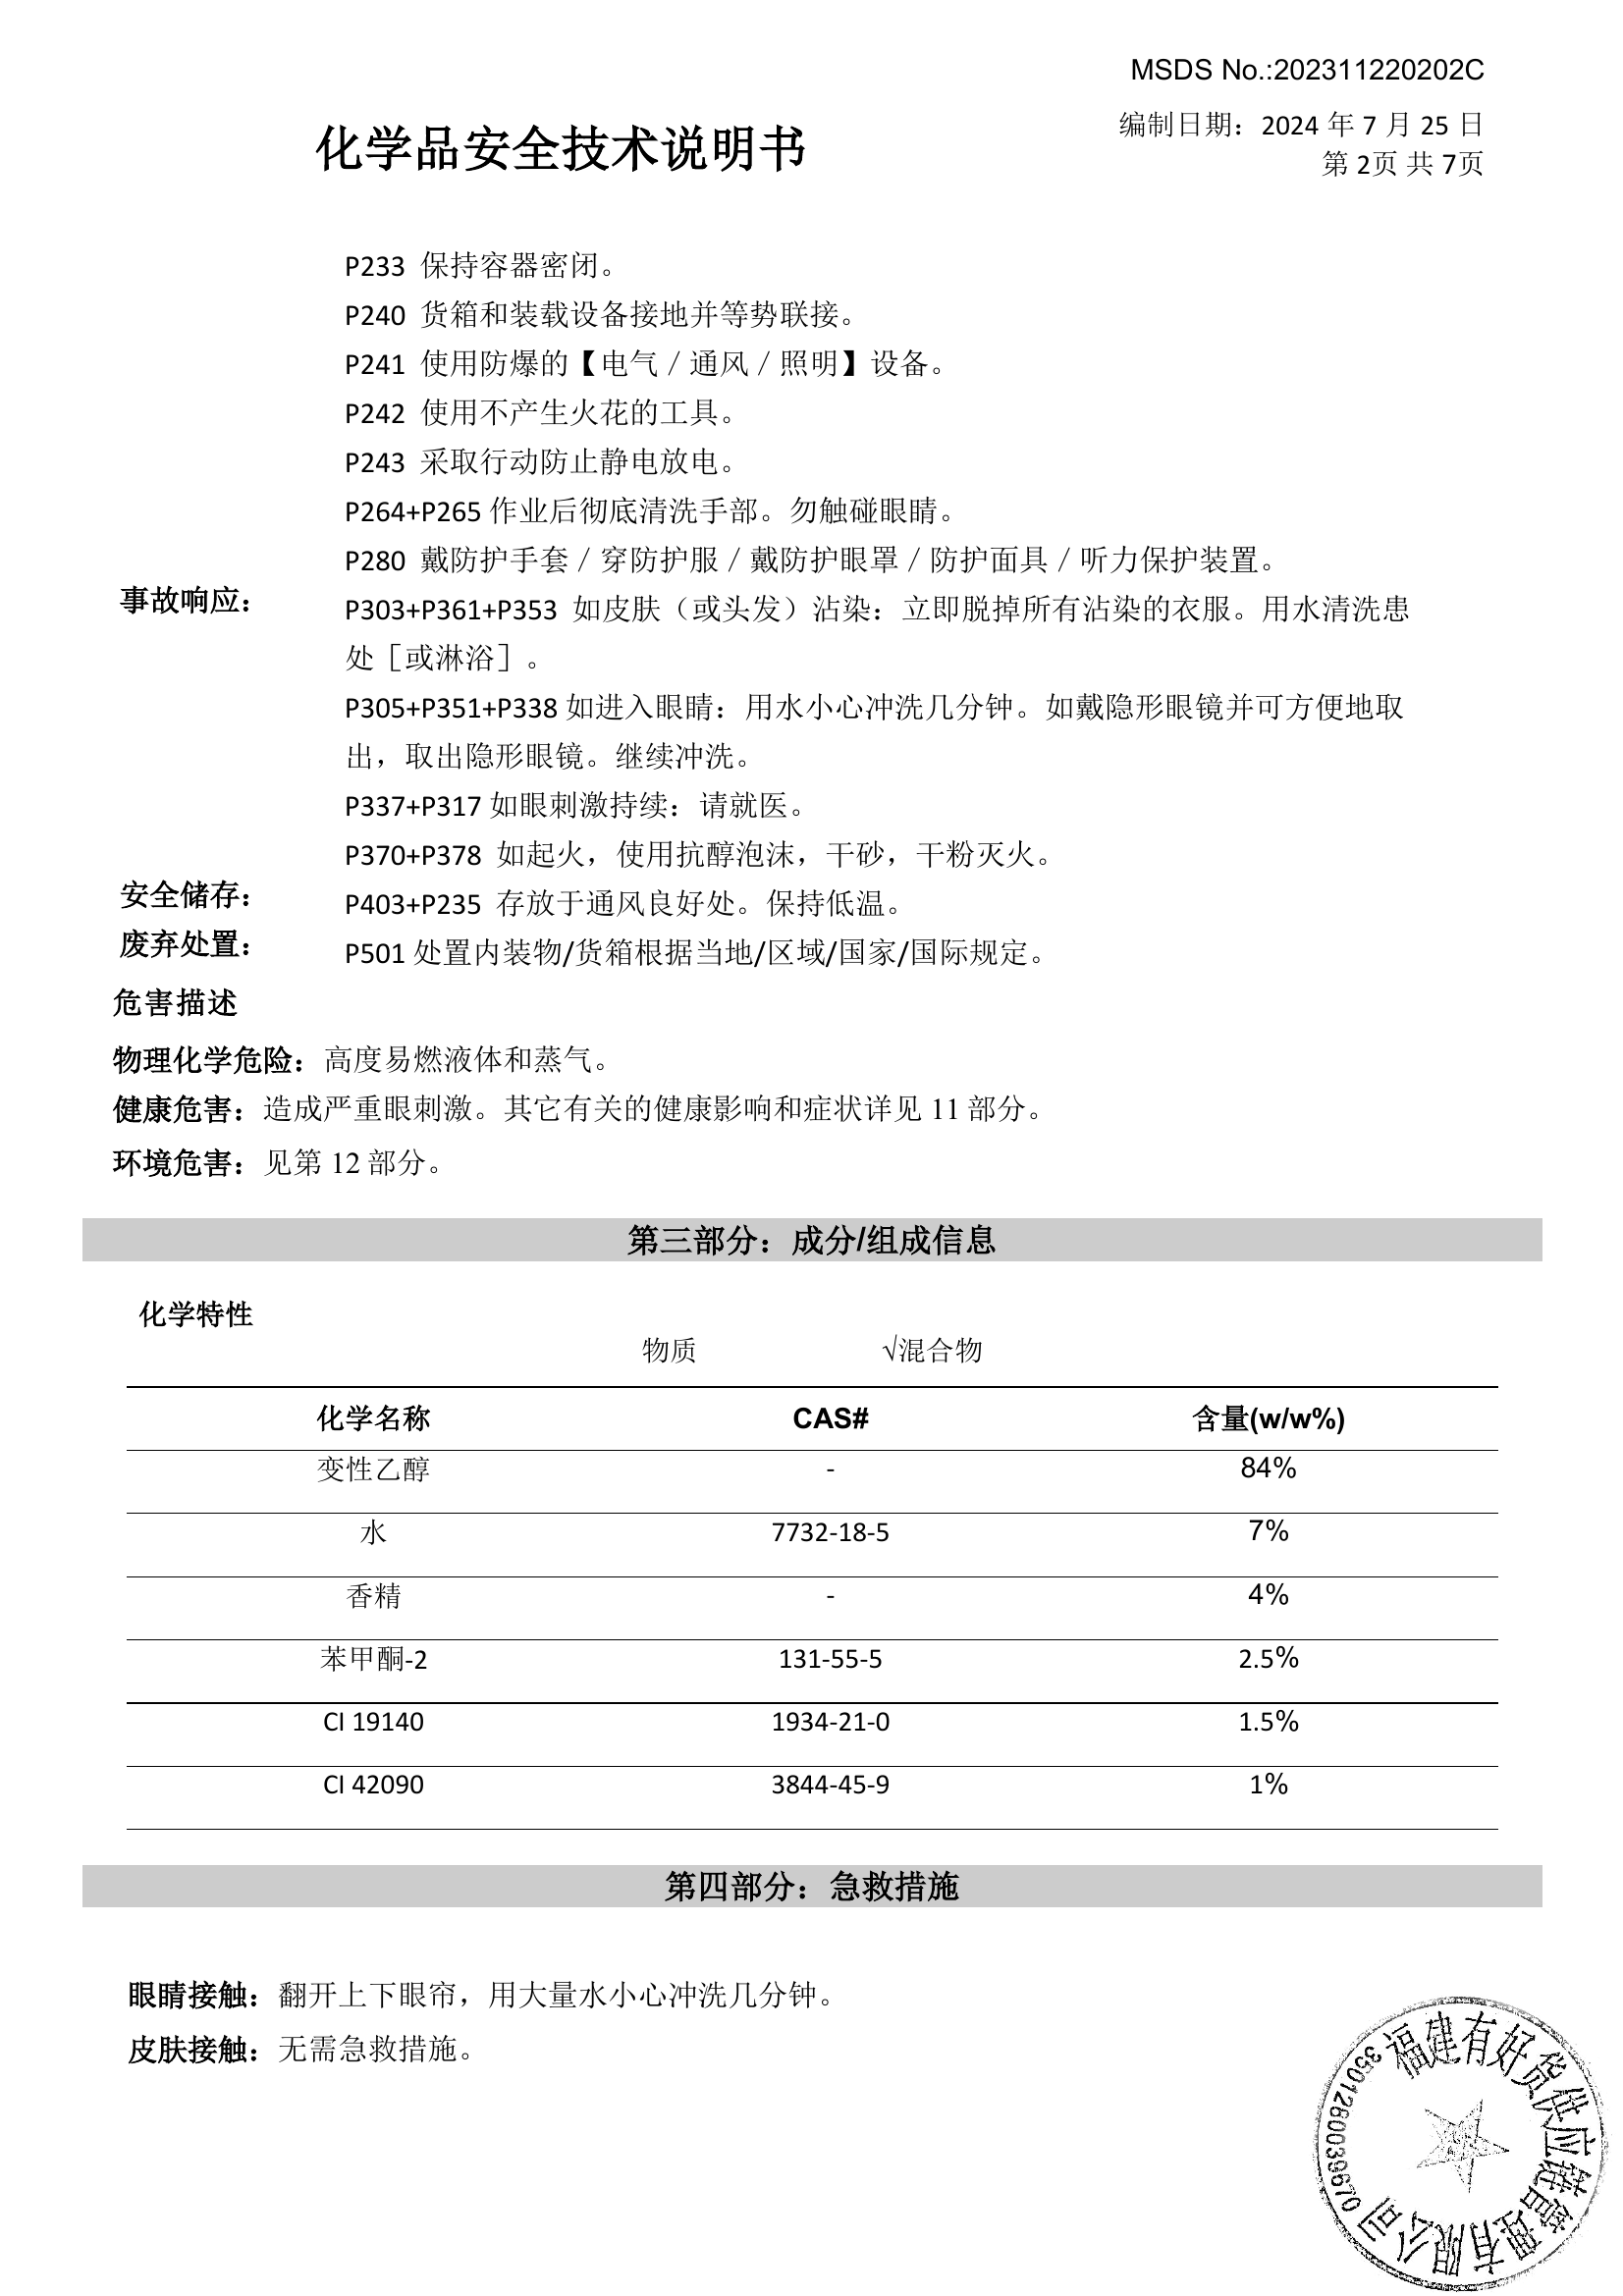 MSDS No.:202311220202C
化学品安全技术说明书
编制日期：2024 年 7 月 25 日
第 2页 共 7页
P233 保持容器密闭。
P240 货箱和装载设备接地并等势联接。
P241 使用防爆的【电气／通风／照明】设备。
P242 使用不产生火花的工具。
P243 采取行动防止静电放电。
P264+P265 作业后彻底清洗手部。勿触碰眼睛。
P280 戴防护手套／穿防护服／戴防护眼罩／防护面具／听力保护装置。
事故响应： P303+P361+P353 如皮肤（或头发）沾染：立即脱掉所有沾染的衣服。用水清洗患
处［或淋浴］。
P305+P351+P338 如进入眼睛：用水小心冲洗几分钟。如戴隐形眼镜并可方便地取
出，取出隐形眼镜。继续冲洗。
P337+P317 如眼刺激持续：请就医。
P370+P378 如起火，使用抗醇泡沫，干砂，干粉灭火。
安全储存： P403+P235 存放于通风良好处。保持低温。
废弃处置： P501 处置内装物/货箱根据当地/区域/国家/国际规定。
危害描述
物理化学危险：高度易燃液体和蒸气。
健康危害：造成严重眼刺激。其它有关的健康影响和症状详见 11 部分。
环境危害：见第 12 部分。
第三部分：成分/组成信息
化学特性
物质 √混合物
化学名称 CAS# 含量(w/w%)
变性乙醇 - 84%
水 7732-18-5 7%
香精 - 4%
苯甲酮-2 131-55-5 2.5%
CI 19140 1934-21-0 1.5%
CI 42090 3844-45-9 1%
第四部分：急救措施
眼睛接触：翻开上下眼帘，用大量水小心冲洗几分钟。
皮肤接触：无需急救措施。
福建有好货供应链管理有限公司
3501260039670